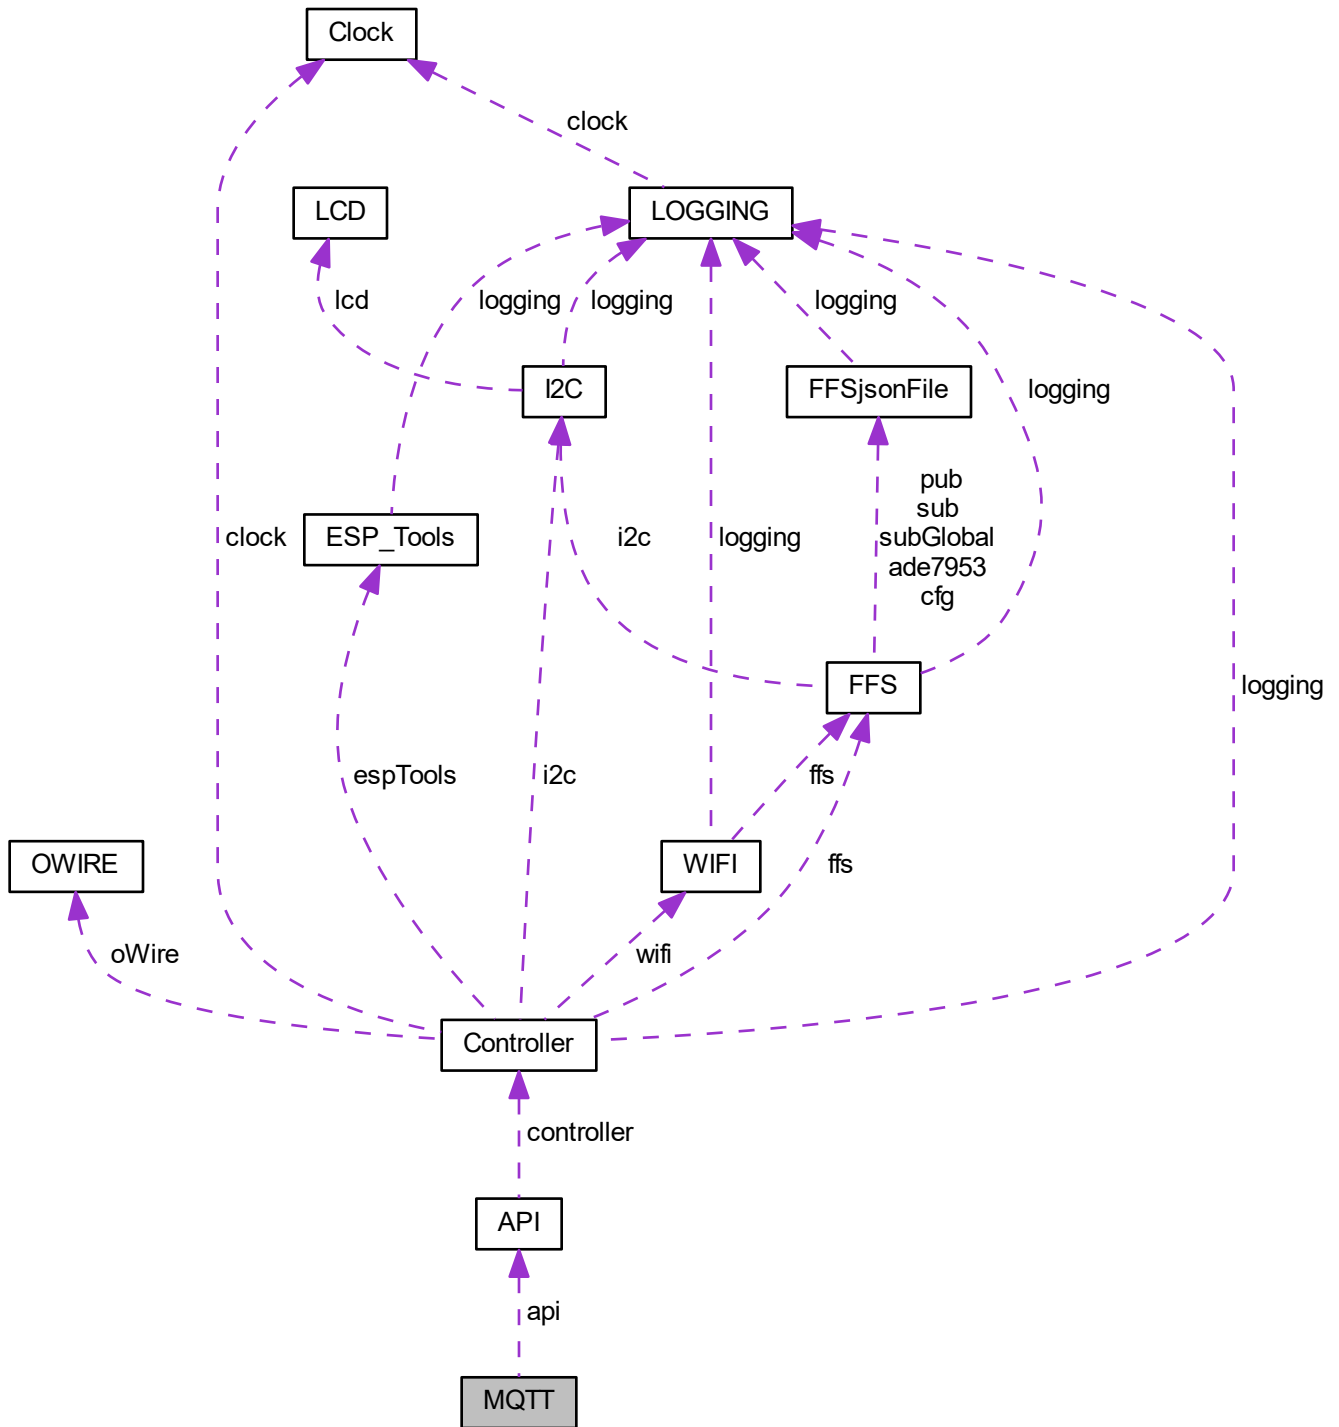 Clock
clock
LCD
LOGGING
lcd
logging
logging
logging
I2C
FFSjsonFile
logging
pub
sub
subGlobal
ade7953
cfg
clock
ESP_Tools
i2c
logging
FFS
logging
espTools
i2c
ffs
OWIRE
WIFI
ffs
oWire
wifi
Controller
controller
API
api
MQTT